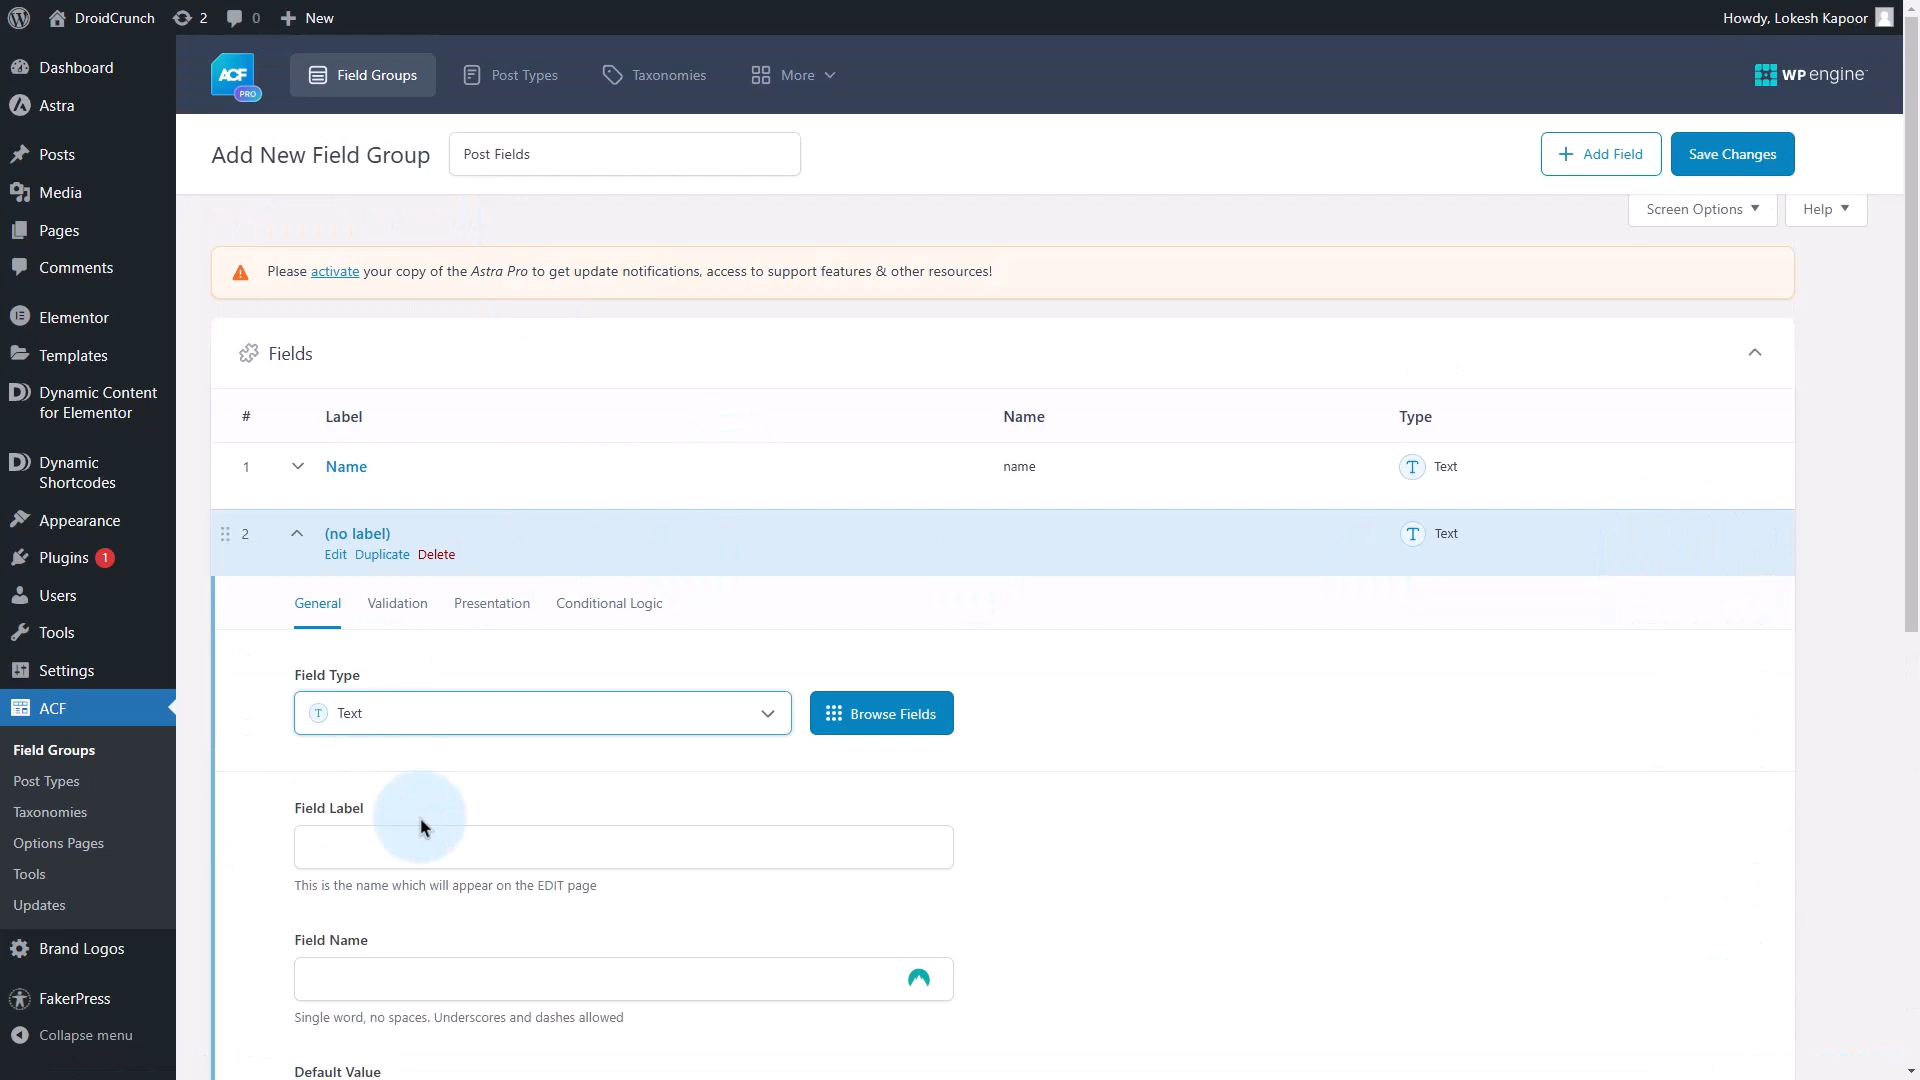 DroidCrunch
2
0
New
Howdy, Lokesh Kapoor
Dashboard
Astra
Posts
Media
Pages
Comments
Elementor
Templates
Dynamic Content
for Elementor
Dynamic
Shortcodes
Appearance
Plugins 1
Users
Tools
Settings
ACF
Field Groups
Post Types
Taxonomies
Options Pages
Tools
Updates
Brand Logos
FakerPress
Collapse menu
ACF
PRO
Field Groups
Post Types
Taxonomies
More
WP engine
Add New Field Group
Post Fields
Add Field
Save Changes
Screen Options
Help
Please activate your copy of the Astra Pro to get update notifications, access to support features & other resources!
Fields
# Label Name Type
1 Name name T Text
2 (no label) T Text
Edit Duplicate Delete
General Validation Presentation Conditional Logic
Field Type
T Text
Browse Fields
Field Label
This is the name which will appear on the EDIT page
Field Name
Single word, no spaces. Underscores and dashes allowed
Default Value